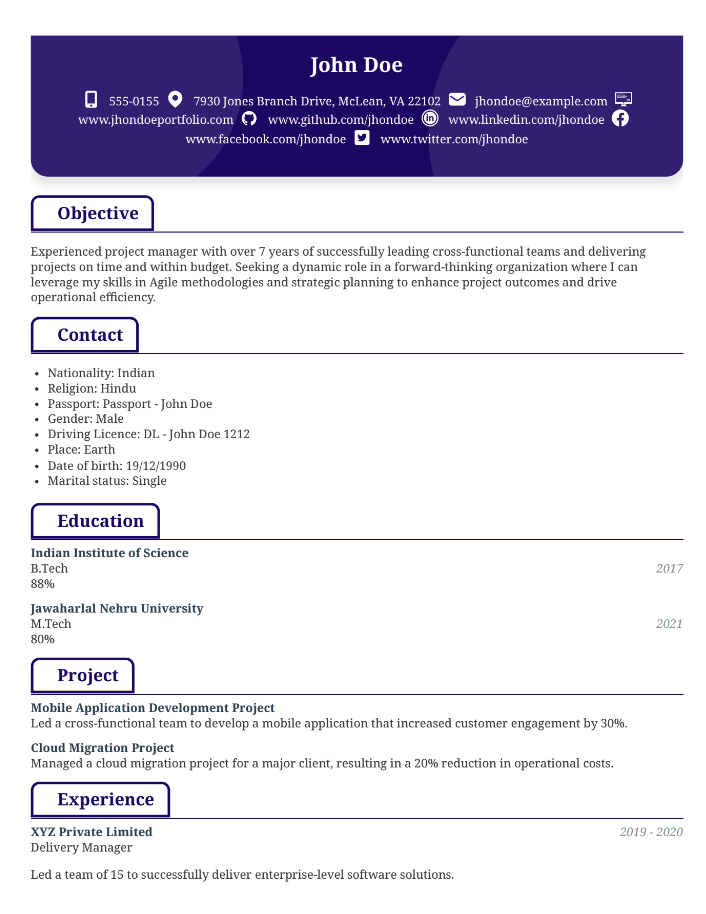 John Doe
555-0155 7930 Jones Branch Drive, McLean, VA 22102 jhondoe@example.com
www.jhondoeportfolio.com www.github.com/jhondoe www.linkedin.com/jhondoe
www.facebook.com/jhondoe www.twitter.com/jhondoe
Objective
Experienced project manager with over 7 years of successfully leading cross-functional teams and delivering
projects on time and within budget. Seeking a dynamic role in a forward-thinking organization where I can
leverage my skills in Agile methodologies and strategic planning to enhance project outcomes and drive
operational efficiency.
Contact
• Nationality: Indian
• Religion: Hindu
• Passport: Passport - John Doe
• Gender: Male
• Driving Licence: DL - John Doe 1212
• Place: Earth
• Date of birth: 19/12/1990
• Marital status: Single
Education
Indian Institute of Science
B.Tech 2017
88%
Jawaharlal Nehru University
M.Tech 2021
80%
Project
Mobile Application Development Project
Led a cross-functional team to develop a mobile application that increased customer engagement by 30%.
Cloud Migration Project
Managed a cloud migration project for a major client, resulting in a 20% reduction in operational costs.
Experience
XYZ Private Limited 2019 - 2020
Delivery Manager
Led a team of 15 to successfully deliver enterprise-level software solutions.